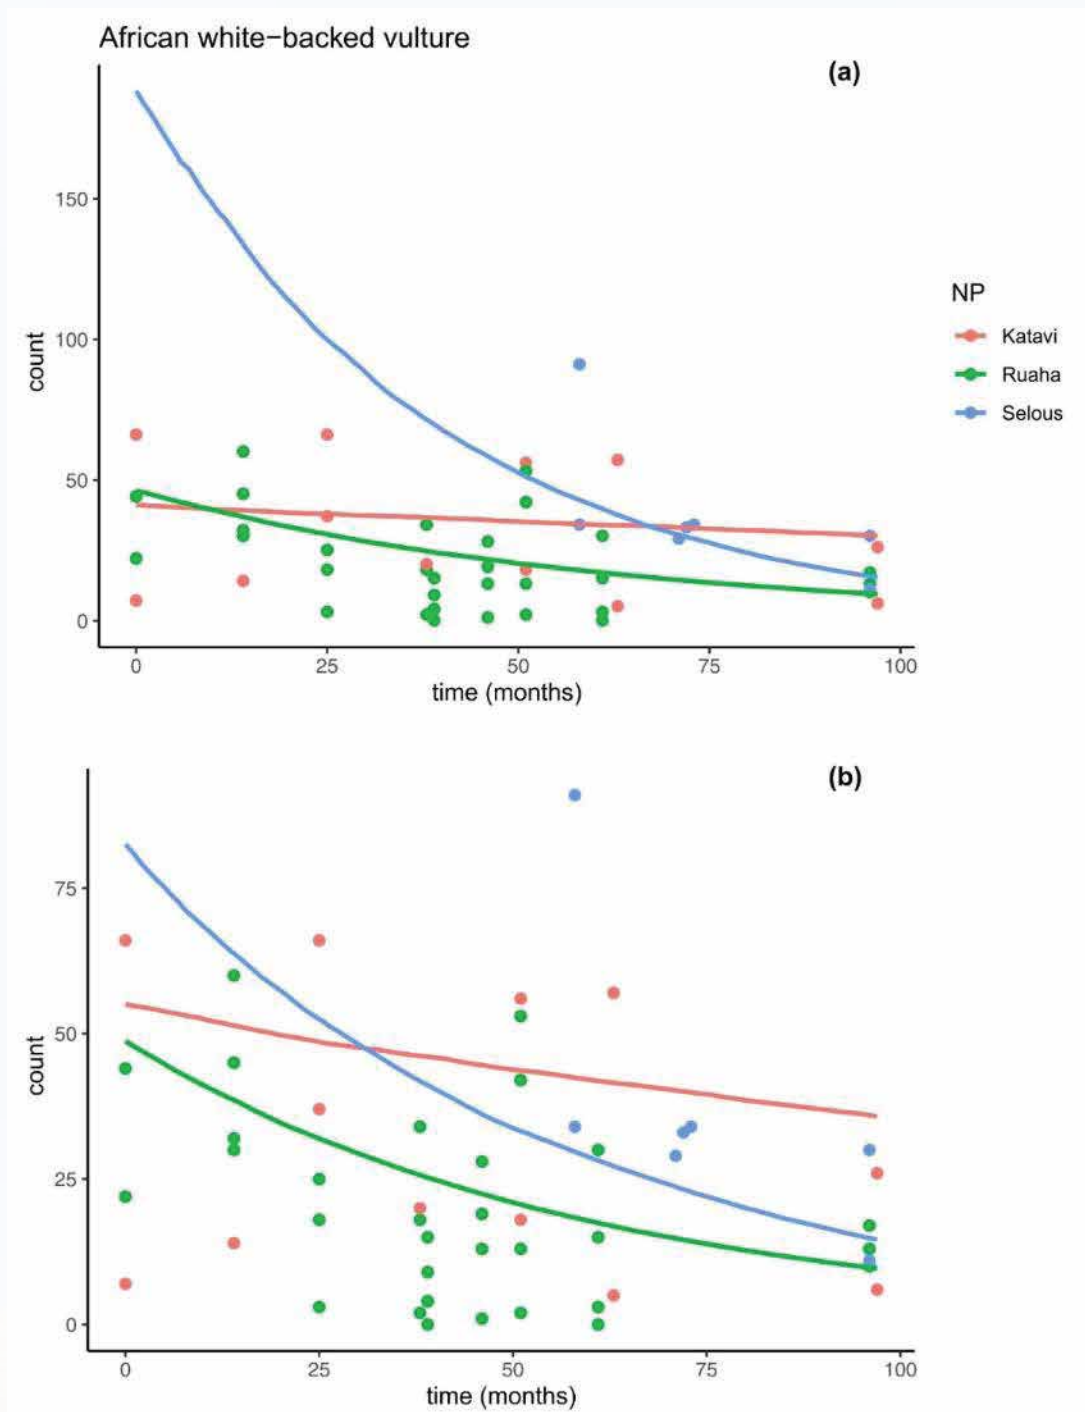 African white−backed vulture
(a)
150
100
50
0
count
0 25 50 75 100
time (months)
NP
Katavi
Ruaha
Selous
(b)
75
50
25
0
count
0 25 50 75 100
time (months)